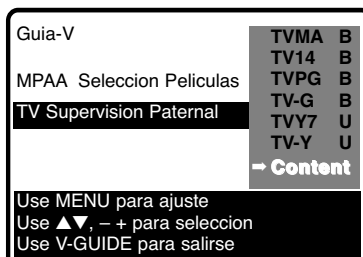 Guia-V
MPAA Seleccion Peliculas
TV Supervision Paternal
TVMA B
TV14 B
TVPG B
TV-G B
TVY7 U
TV-Y U
➡ Content
Use MENU para ajuste
Use ▲▼, – + para seleccion
Use V-GUIDE para salirse